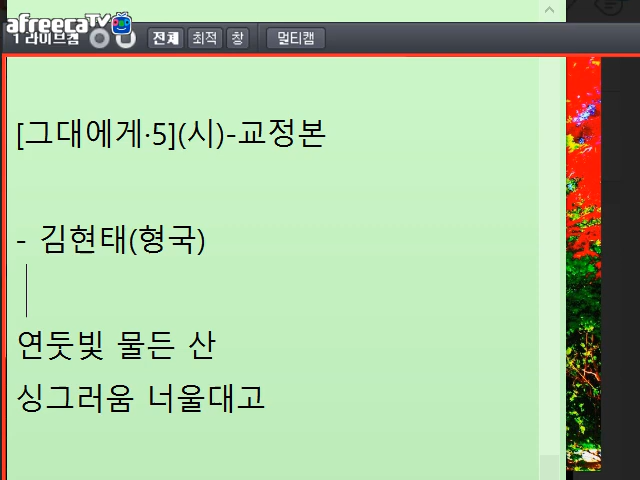 afreecaTV
1 라이브캠
전체 최적 창 멀티캠
[그대에게·5](시)-교정본
- 김현태(형국)
연둣빛 물든 산
싱그러움 너울대고